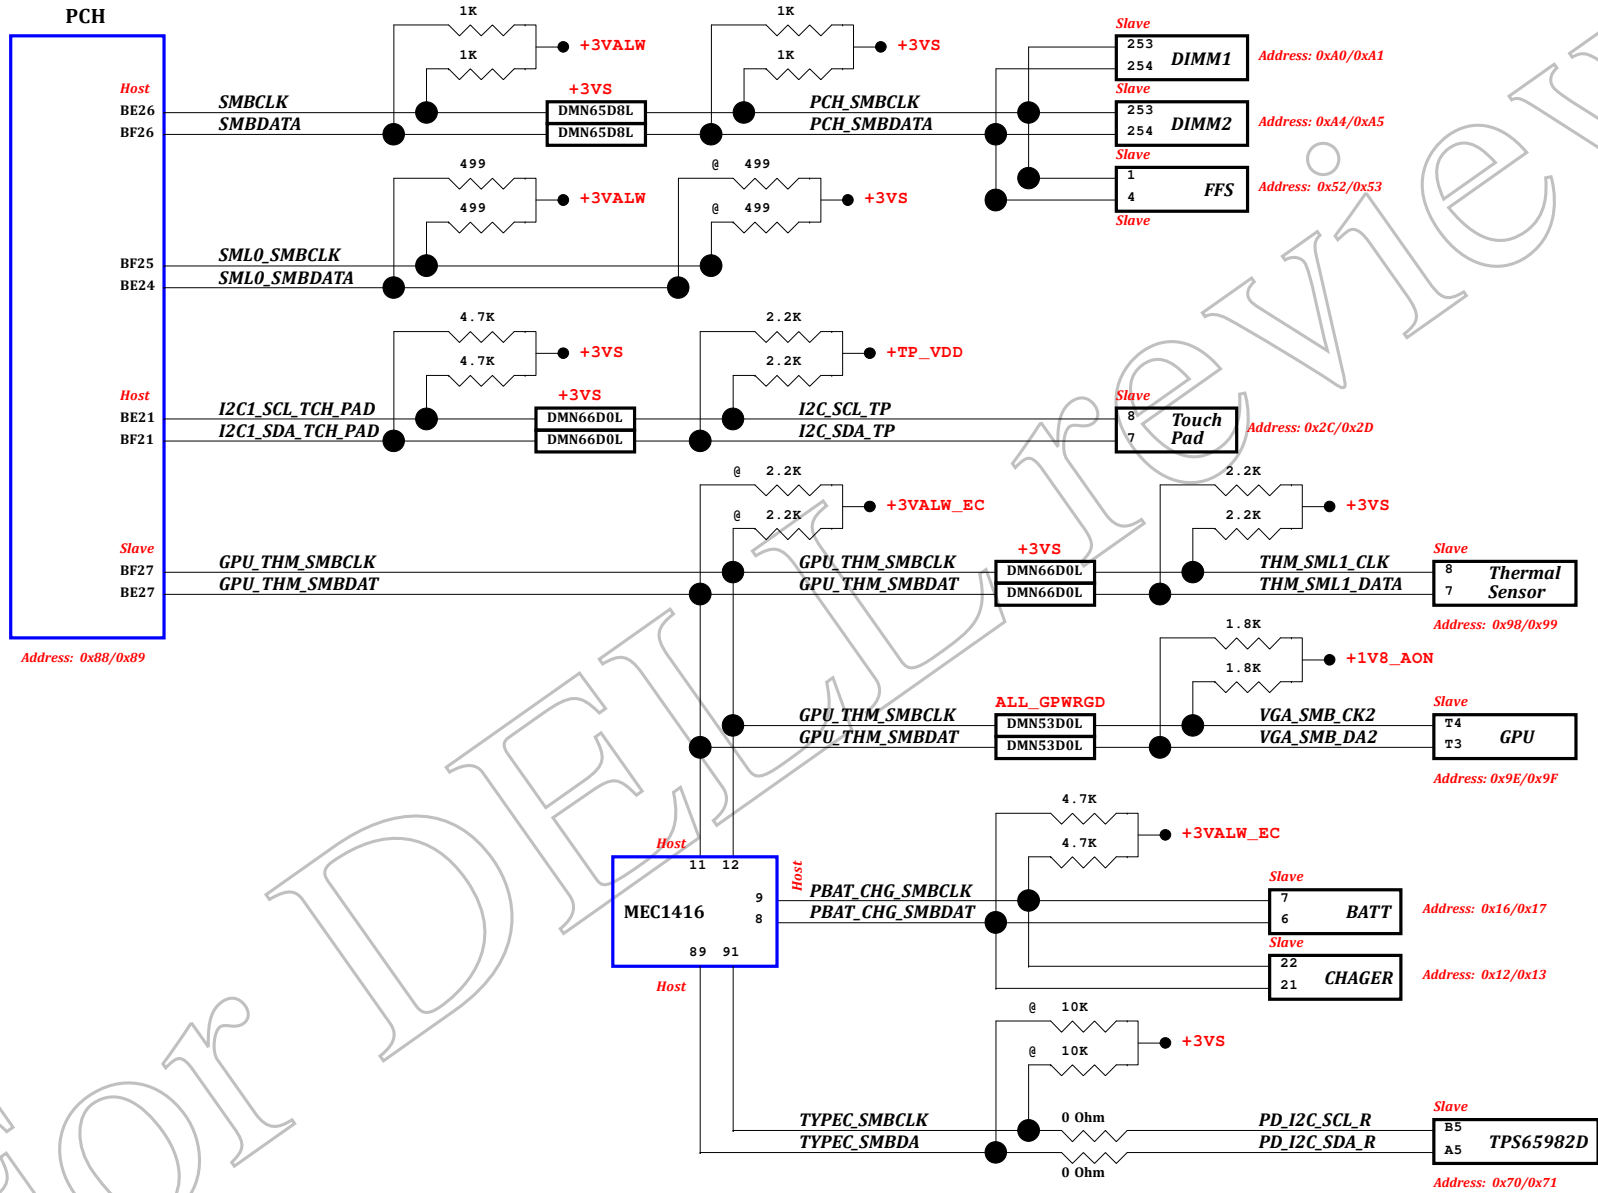 PCH
1K
1K
+3VALW
1K
1K
+3VS
Slave
253
254
DIMM1
Address: 0xA0/0xA1
Host
BE26
SMBCLK
+3VS
DMN65D8L
PCH_SMBCLK
BF26
SMBDATA
DMN65D8L
PCH_SMBDATA
Slave
253
254
DIMM2
Address: 0xA4/0xA5
Slave
1
4
FFS
Address: 0x52/0x53
Slave
499
499
+3VALW
@ 499
@ 499
+3VS
BF25
SML0_SMBCLK
BE24
SML0_SMBDATA
4.7K
4.7K
+3VS
2.2K
2.2K
+TP_VDD
Host
BE21
I2C1_SCL_TCH_PAD
+3VS
DMN66D0L
I2C_SCL_TP
BF21
I2C1_SDA_TCH_PAD
DMN66D0L
I2C_SDA_TP
Slave
8
7
Touch
Pad
Address: 0x2C/0x2D
@ 2.2K
@ 2.2K
+3VALW_EC
2.2K
2.2K
+3VS
Slave
BF27
GPU_THM_SMBCLK
GPU_THM_SMBCLK
+3VS
DMN66D0L
THM_SML1_CLK
BE27
GPU_THM_SMBDAT
GPU_THM_SMBDAT
DMN66D0L
THM_SML1_DATA
Slave
8
7
Thermal
Sensor
Address: 0x98/0x99
Address: 0x88/0x89
1.8K
1.8K
+1V8_AON
GPU_THM_SMBCLK
ALL_GPWRGD
DMN53D0L
VGA_SMB_CK2
GPU_THM_SMBDAT
DMN53D0L
VGA_SMB_DA2
Slave
T4
T3
GPU
Address: 0x9E/0x9F
4.7K
4.7K
+3VALW_EC
Host
11 12
Host
MEC1416
9
8
PBAT_CHG_SMBCLK
PBAT_CHG_SMBDAT
Slave
7
6
BATT
Address: 0x16/0x17
Slave
22
21
CHAGER
Address: 0x12/0x13
89 91
Host
@ 10K
@ 10K
+3VS
TYPEC_SMBCLK
0 Ohm
PD_I2C_SCL_R
TYPEC_SMBDA
0 Ohm
PD_I2C_SDA_R
Slave
B5
A5
TPS65982D
Address: 0x70/0x71
for DELL review